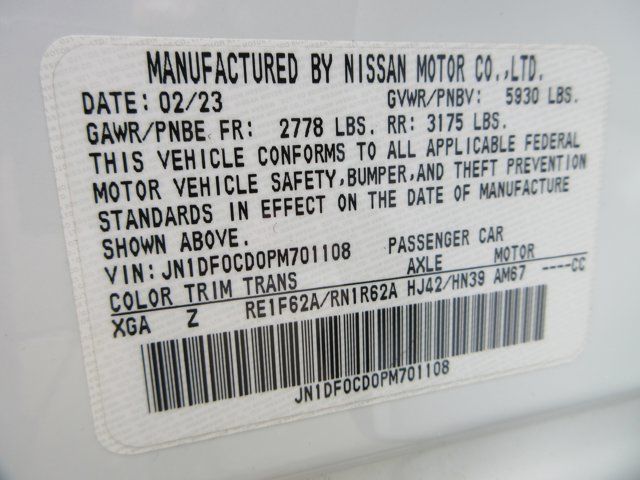 MANUFACTURED BY NISSAN MOTOR CO.,LTD.
DATE: 02/23 GVWR/PNBV: 5930 LBS.
GAWR/PNBE FR: 2778 LBS. RR: 3175 LBS.
THIS VEHICLE CONFORMS TO ALL APPLICABLE FEDERAL
MOTOR VEHICLE SAFETY,BUMPER,AND THEFT PREVENTION
STANDARDS IN EFFECT ON THE DATE OF MANUFACTURE
SHOWN ABOVE.
VIN: JN1DF0CD0PM701108 PASSENGER CAR
COLOR TRIM TRANS AXLE MOTOR
XGA Z RE1F62A/RN1R62A HJ42/HN39 AM67 ----CC
JN1DF0CD0PM701108